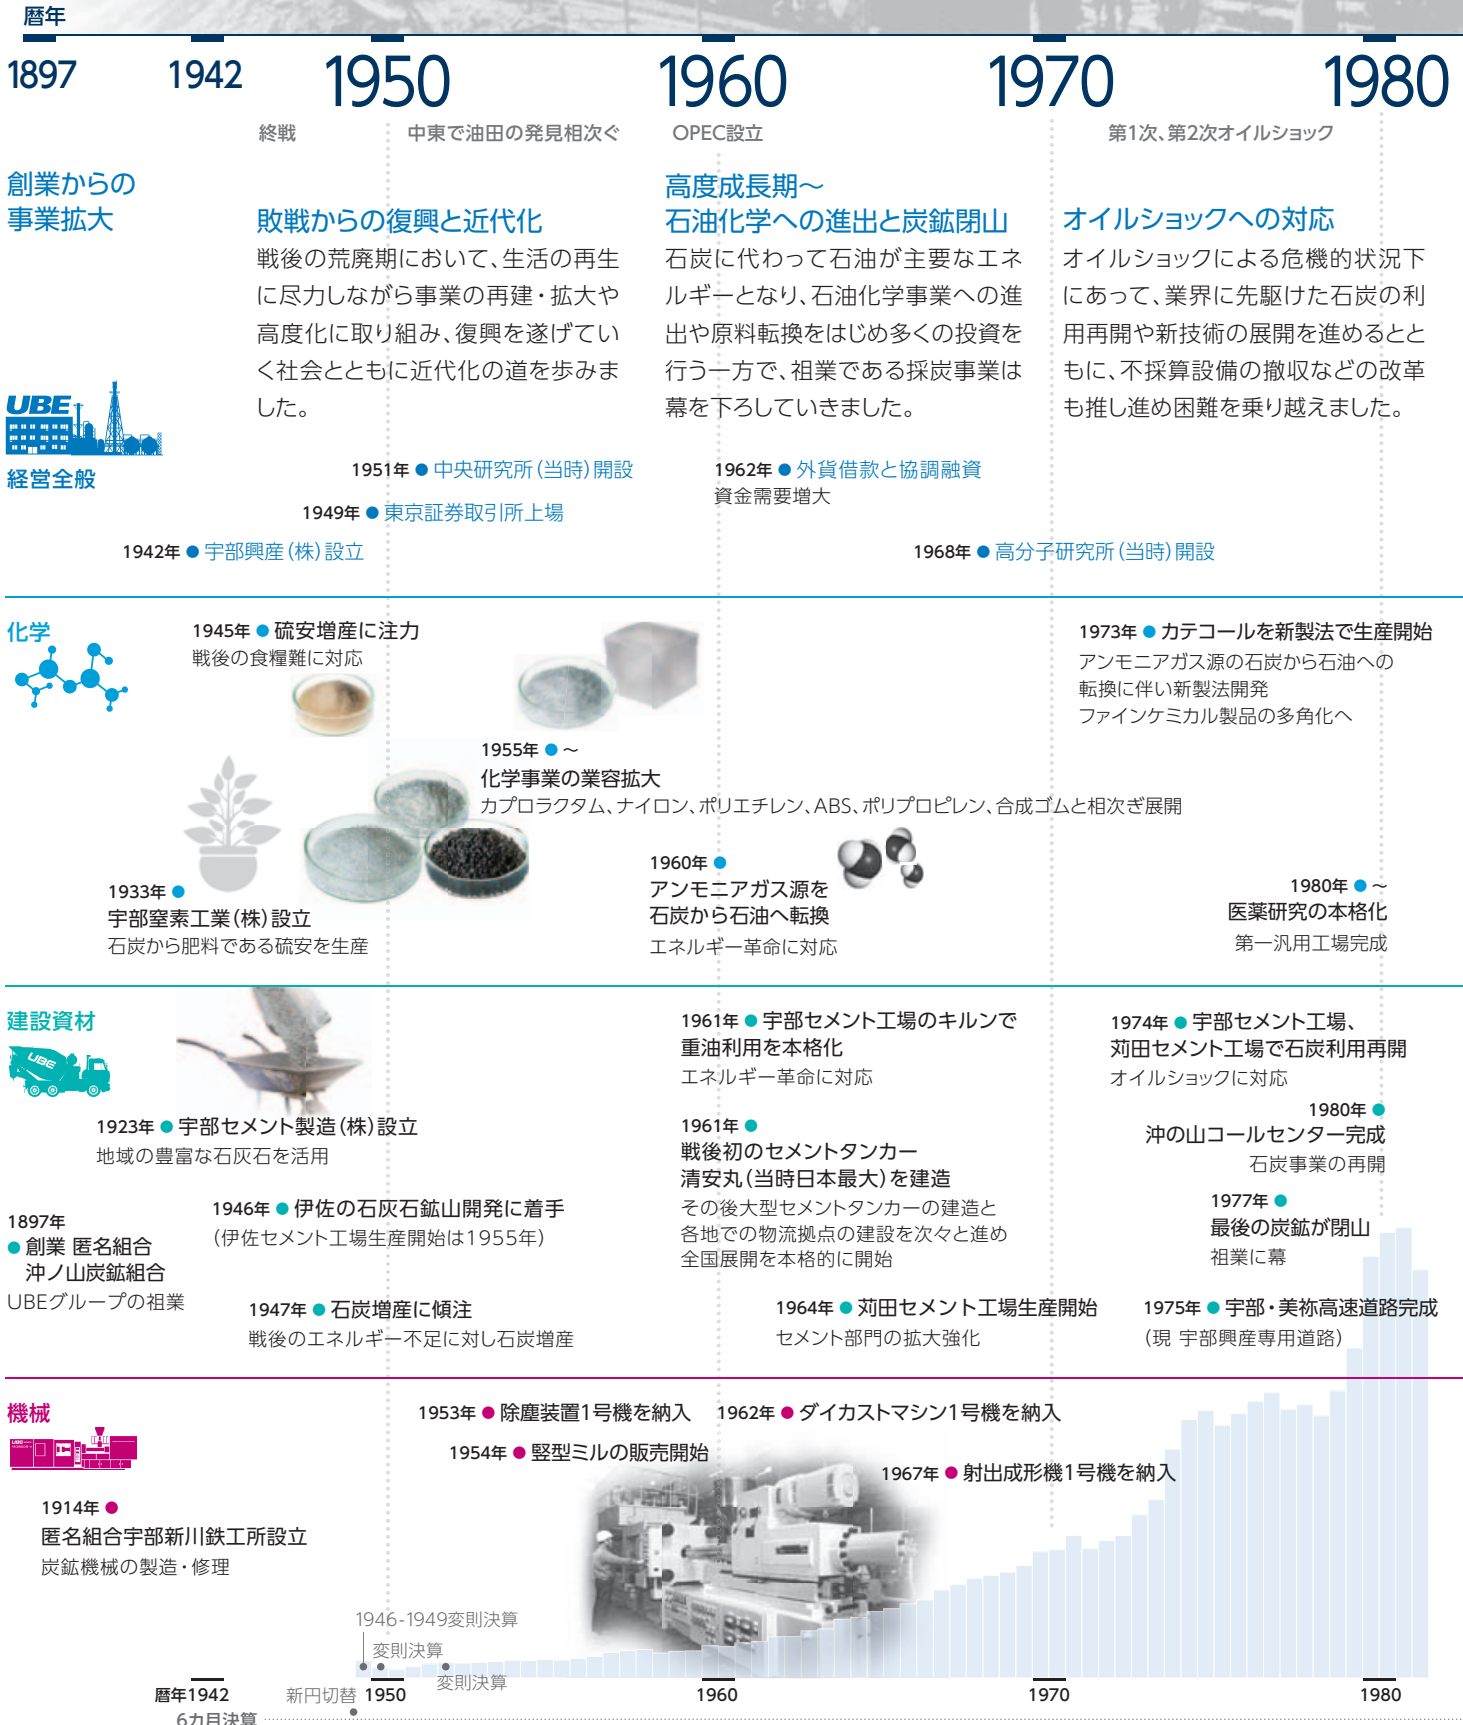 暦年
1897
1942
1950
1960
1970
1980
終戦
中東で油田の発見相次ぐ
OPEC設立
第1次、第2次オイルショック
創業からの
事業拡大
敗戦からの復興と近代化
戦後の荒廃期において、生活の再生
に尽力しながら事業の再建・拡大や
高度化に取り組み、復興を遂げてい
く社会とともに近代化の道を歩みま
した。
高度成長期～
石油化学への進出と炭鉱閉山
石炭に代わって石油が主要なエネ
ルギーとなり、石油化学事業への進
出や原料転換をはじめ多くの投資を
行う一方で、祖業である採炭事業は
幕を下ろしていきました。
オイルショックへの対応
オイルショックによる危機的状況下
にあって、業界に先駆けた石炭の利
用再開や新技術の展開を進めるとと
もに、不採算設備の撤収などの改革
も推し進め困難を乗り越えました。
UBE
経営全般
1951年 ● 中央研究所（当時）開設
1949年 ● 東京証券取引所上場
1942年 ● 宇部興産（株）設立
1962年 ● 外貨借款と協調融資
資金需要増大
1968年 ● 高分子研究所（当時）開設
化学
1945年 ● 硫安増産に注力
戦後の食糧難に対応
1955年 ● ～
化学事業の業容拡大
カプロラクタム、ナイロン、ポリエチレン、ABS、ポリプロピレン、合成ゴムと相次ぎ展開
1933年 ●
宇部窒素工業（株）設立
石炭から肥料である硫安を生産
1960年 ●
アンモニアガス源を
石炭から石油へ転換
エネルギー革命に対応
1973年 ● カテコールを新製法で生産開始
アンモニアガス源の石炭から石油への
転換に伴い新製法開発
ファインケミカル製品の多角化へ
1980年 ● ～
医薬研究の本格化
第一汎用工場完成
建設資材
UBE
1923年 ● 宇部セメント製造（株）設立
地域の豊富な石灰石を活用
1897年
● 創業 匿名組合
沖ノ山炭鉱組合
UBEグループの祖業
1946年 ● 伊佐の石灰石鉱山開発に着手
（伊佐セメント工場生産開始は1955年）
1947年 ● 石炭増産に傾注
戦後のエネルギー不足に対し石炭増産
1961年 ● 宇部セメント工場のキルンで
重油利用を本格化
エネルギー革命に対応
1961年 ●
戦後初のセメントタンカー
清安丸（当時日本最大）を建造
その後大型セメントタンカーの建造と
各地での物流拠点の建設を次々と進め
全国展開を本格的に開始
1964年 ● 苅田セメント工場生産開始
セメント部門の拡大強化
1974年 ● 宇部セメント工場、
苅田セメント工場で石炭利用再開
オイルショックに対応
1980年 ●
沖の山コールセンター完成
石炭事業の再開
1977年 ●
最後の炭鉱が閉山
祖業に幕
1975年 ● 宇部・美祢高速道路完成
（現 宇部興産専用道路）
機械
1914年 ●
匿名組合宇部新川鉄工所設立
炭鉱機械の製造・修理
1953年 ● 除塵装置1号機を納入
1954年 ● 竪型ミルの販売開始
1962年 ● ダイカストマシン1号機を納入
1967年 ● 射出成形機1号機を納入
1946-1949変則決算
変則決算
変則決算
暦年1942
新円切替
1950
1960
1970
1980
6カ月決算